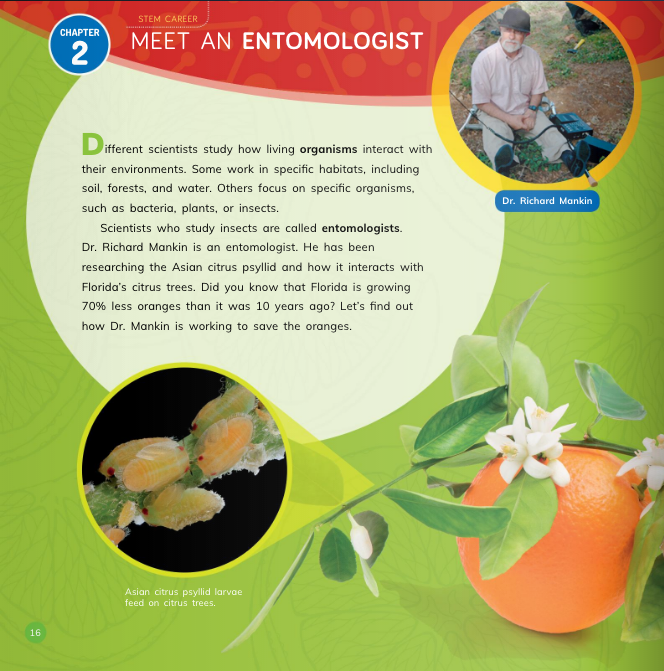 STEM CAREER
CHAPTER
2
MEET AN ENTOMOLOGIST
Dr. Richard Mankin
Different scientists study how living organisms interact with
their environments. Some work in specific habitats, including
soil, forests, and water. Others focus on specific organisms,
such as bacteria, plants, or insects.
Scientists who study insects are called entomologists.
Dr. Richard Mankin is an entomologist. He has been
researching the Asian citrus psyllid and how it interacts with
Florida’s citrus trees. Did you know that Florida is growing
70% less oranges than it was 10 years ago? Let’s find out
how Dr. Mankin is working to save the oranges.
Asian citrus psyllid larvae
feed on citrus trees.
16